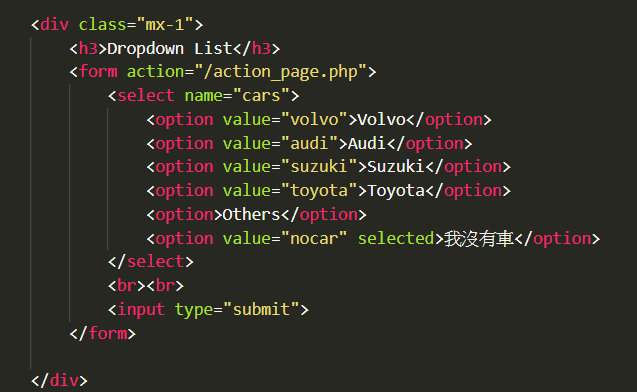 <div class="mx-1">
<h3>Dropdown List</h3>
<form action="/action_page.php">
<select name="cars">
<option value="volvo">Volvo</option>
<option value="audi">Audi</option>
<option value="suzuki">Suzuki</option>
<option value="toyota">Toyota</option>
<option>Others</option>
<option value="nocar" selected>我沒有車</option>
</select>
<br><br>
<input type="submit">
</form>
</div>